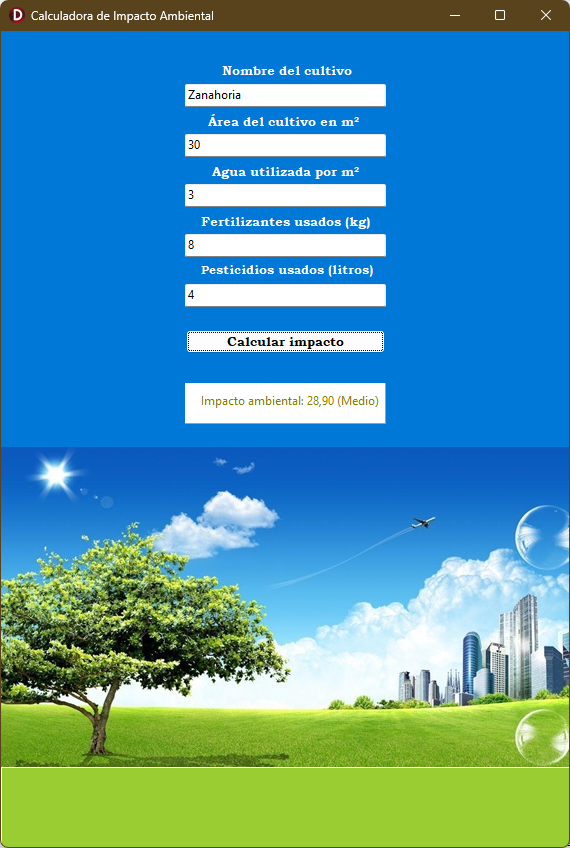 D Calculadora de Impacto Ambiental
Nombre del cultivo
Zanahoria
Área del cultivo en m²
30
Agua utilizada por m²
3
Fertilizantes usados (kg)
8
Pesticidios usados (litros)
4
Calcular impacto
Impacto ambiental: 28,90 (Medio)